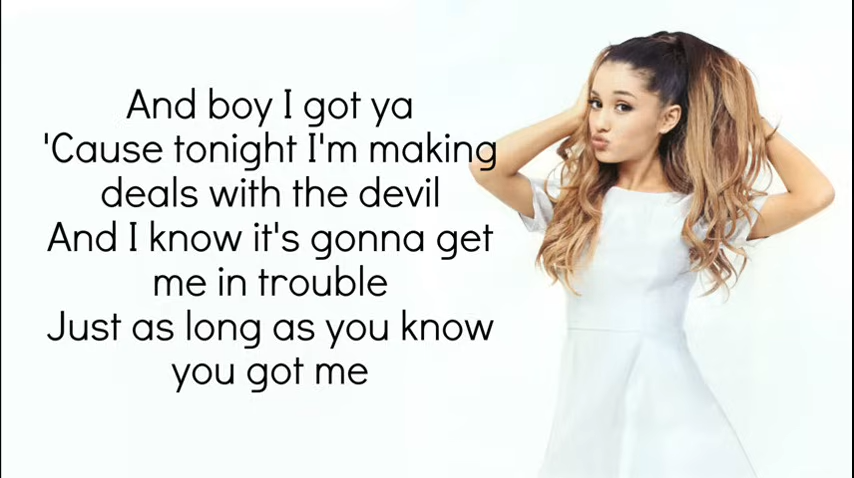 And boy I got ya
'Cause tonight I'm making
deals with the devil
And I know it's gonna get
me in trouble
Just as long as you know
you got me